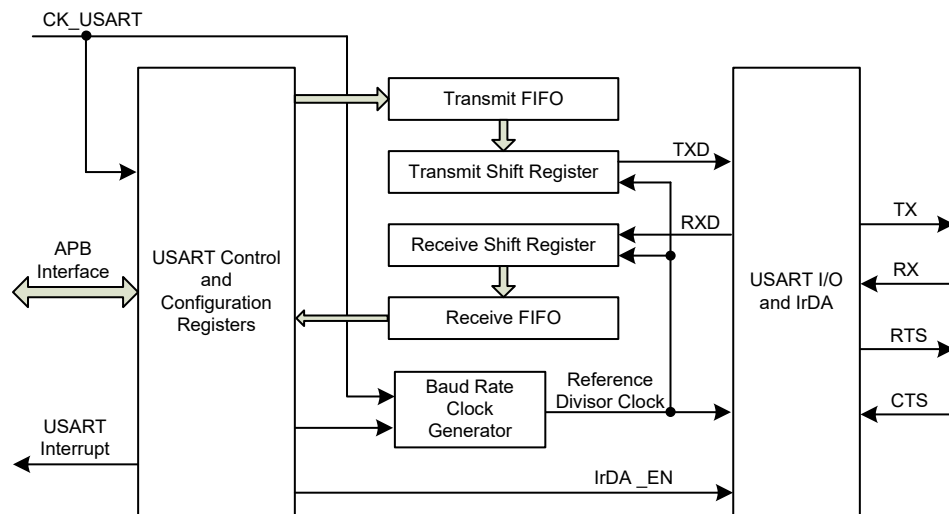 CK_USART
Transmit FIFO
TXD
Transmit Shift Register
RXD
TX
Receive Shift Register
APB
Interface
USART Control
and
Configuration
Registers
USART I/O
and IrDA
RX
Receive FIFO
RTS
Baud Rate
Clock
Generator
Reference
Divisor Clock
CTS
USART
Interrupt
IrDA _EN